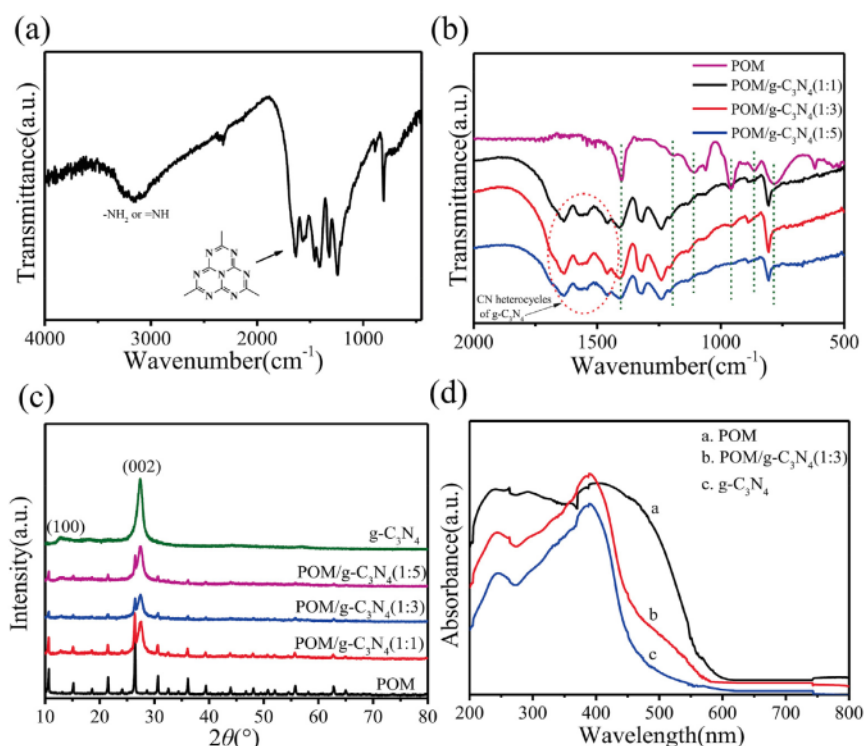 (a)
Transmittance(a.u.)
-NH₂ or =NH
N N
N N N
N N
4000 3000 2000 1000
Wavenumber(cm⁻¹)
(b)
Transmittance(a.u.)
POM
POM/g-C₃N₄(1:1)
POM/g-C₃N₄(1:3)
POM/g-C₃N₄(1:5)
CN heterocycles
of g-C₃N₄
2000 1500 1000 500
Wavenumber(cm⁻¹)
(c)
Intensity(a.u.)
(002)
(100)
g-C₃N₄
POM/g-C₃N₄(1:5)
POM/g-C₃N₄(1:3)
POM/g-C₃N₄(1:1)
POM
10 20 30 40 50 60 70 80
2θ(°)
(d)
Absorbance(a.u.)
a. POM
b. POM/g-C₃N₄(1:3)
c. g-C₃N₄
a
b
c
200 300 400 500 600 700 800
Wavelength(nm)